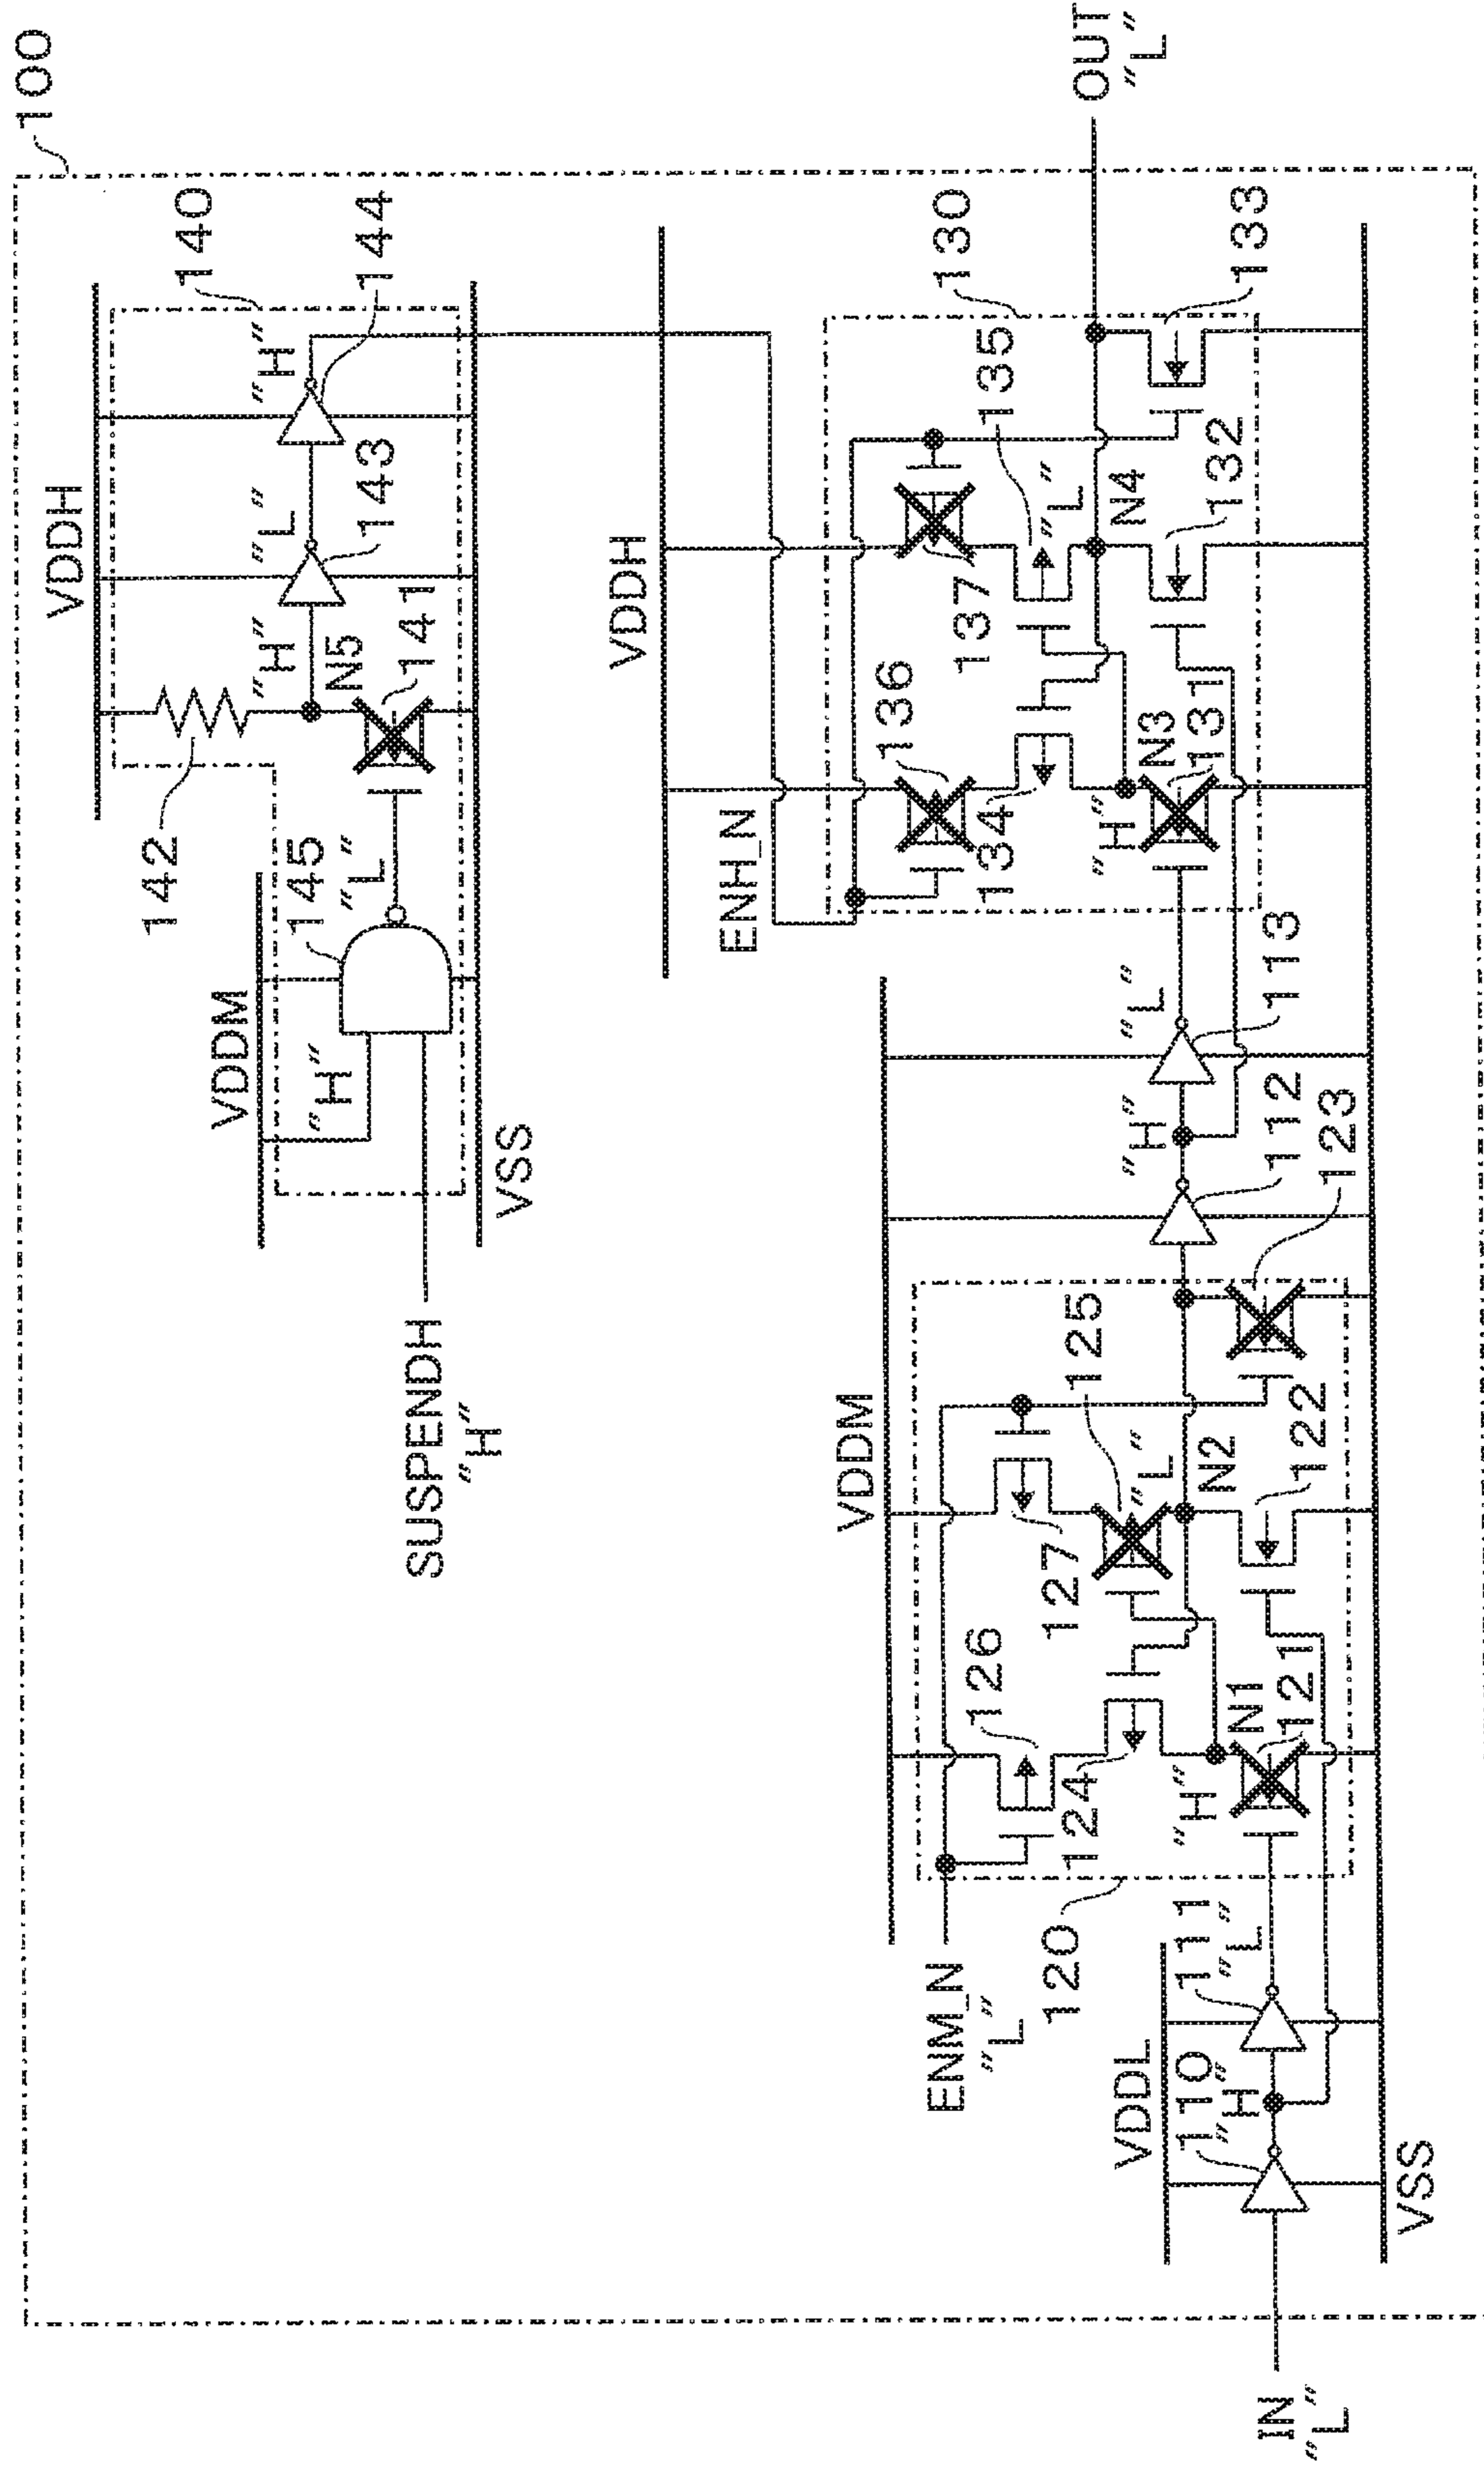 100
VDDH
140
142
"H"
N5
141
"L"
143
"H"
144
VDDM
"H"
145
"L"
SUSPENDH
"H"
VSS
VDDH
ENH_N
136
137
135
130
134
"L"
N4
"H"
N3
131
132
133
OUT
"L"
VDDM
ENM_N
"L"
120
126
127
125
124
"L"
N2
"H"
N1
121
122
123
112
"H"
113
"L"
VDDL
110
"H"
111
"L"
IN
"L"
VSS